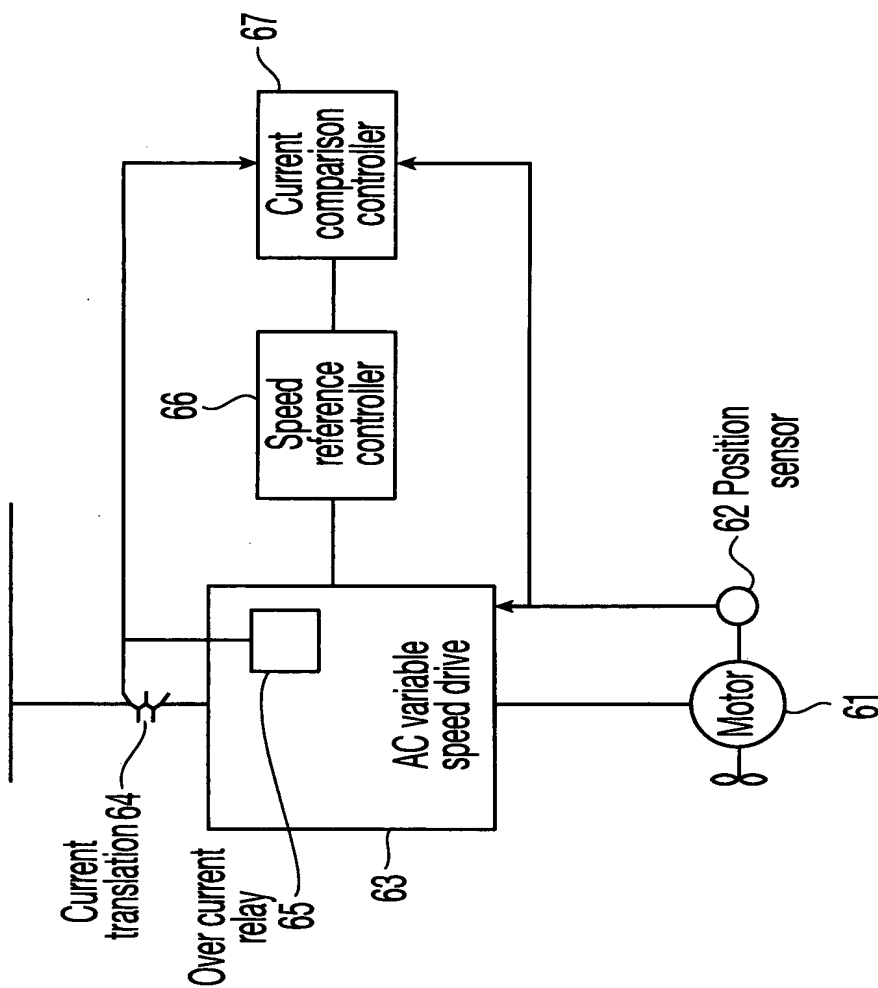 Current
translation 64
Over current
relay
65
63
AC variable
speed drive
66
Speed
reference
controller
67
Current
comparison
controller
Motor
61
62 Position
sensor